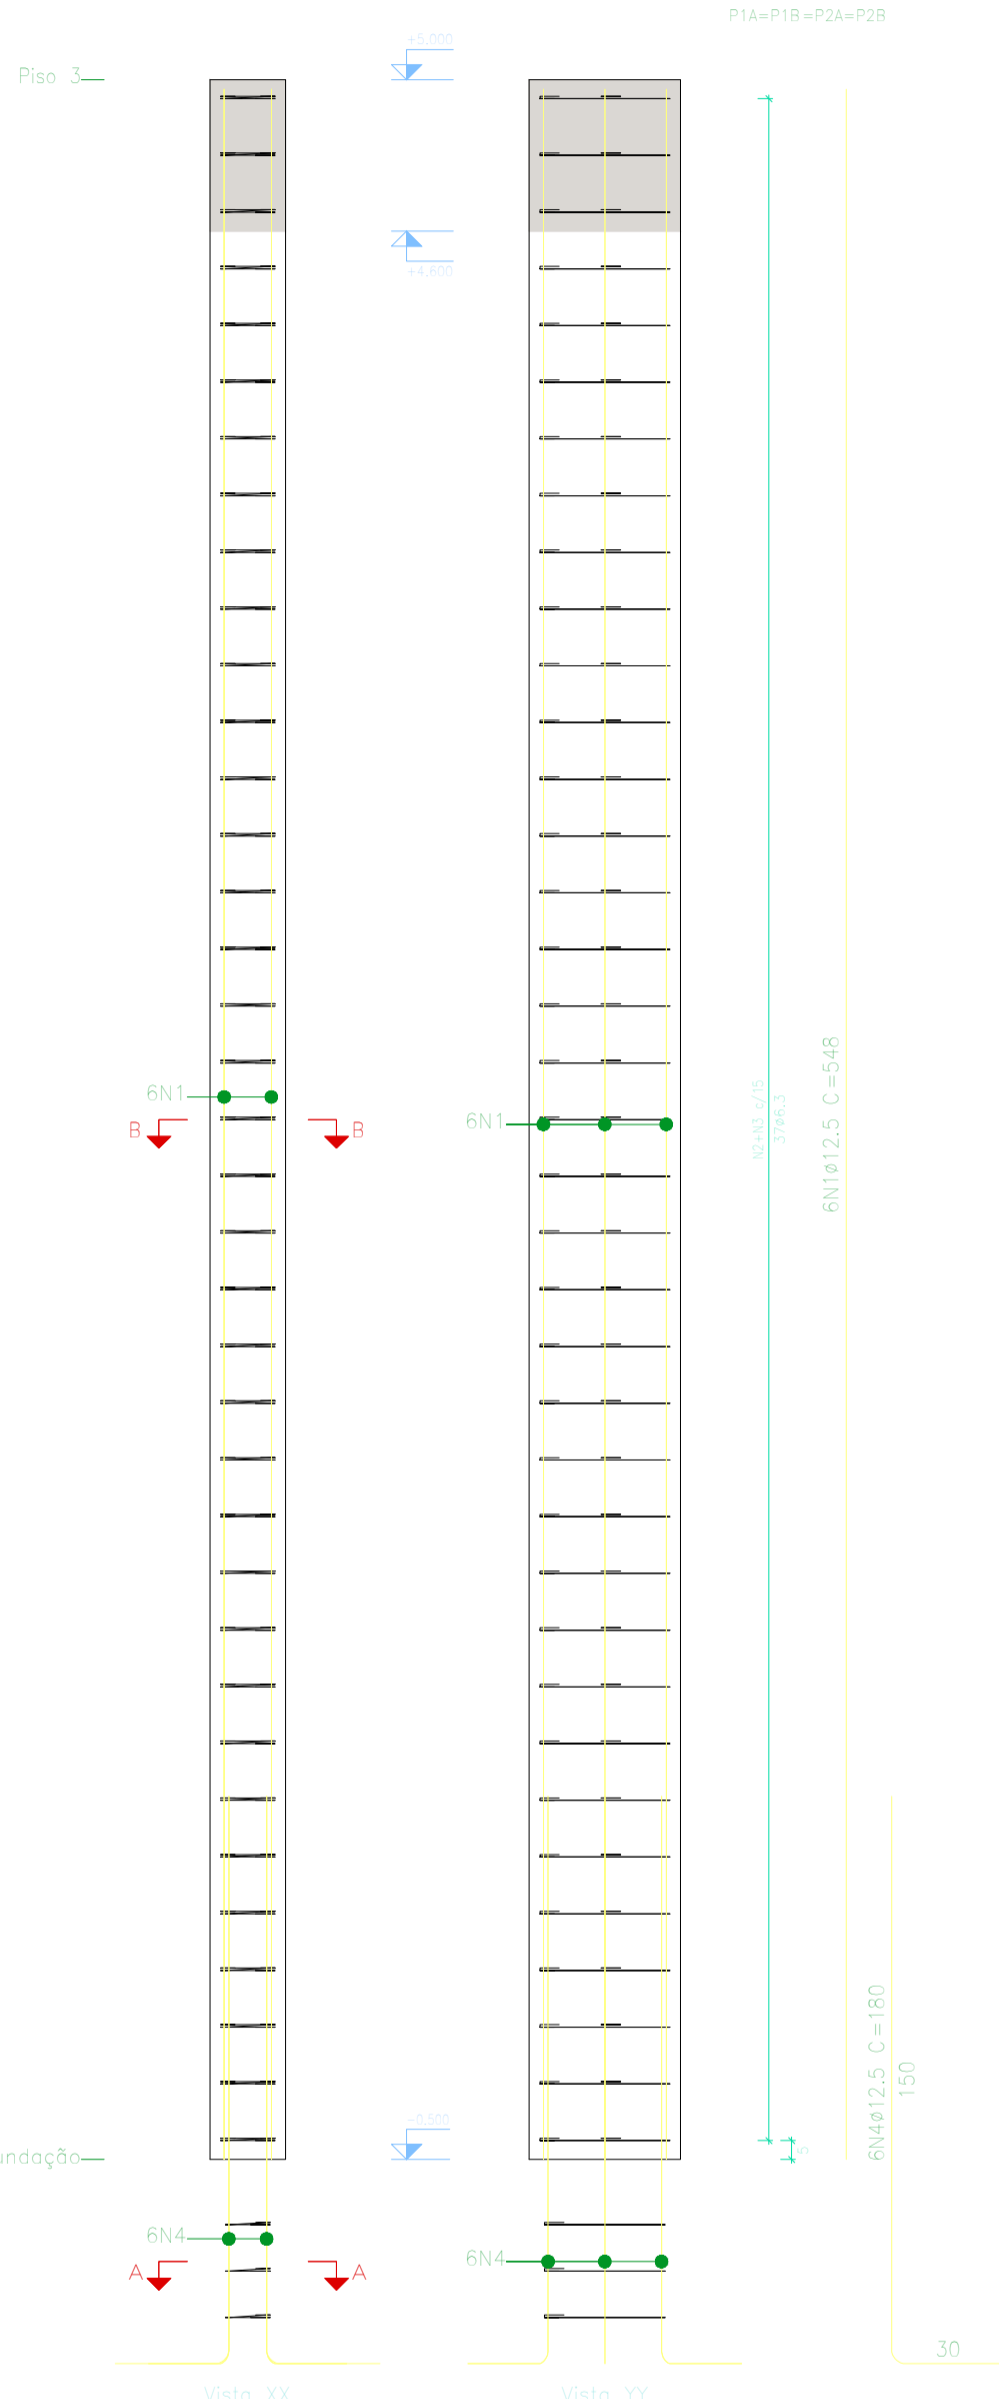 P1A=P1B=P2A=P2B
+5.000
Piso 3
+4.600
6N1
6N1
B
B
N2+N3 c/15
37ø6.3
6N1ø12.5 C=548
6N4ø12.5 C=180
150
-0.500
5
undação
6N4
6N4
A
A
30
Vista XX
Vista YY